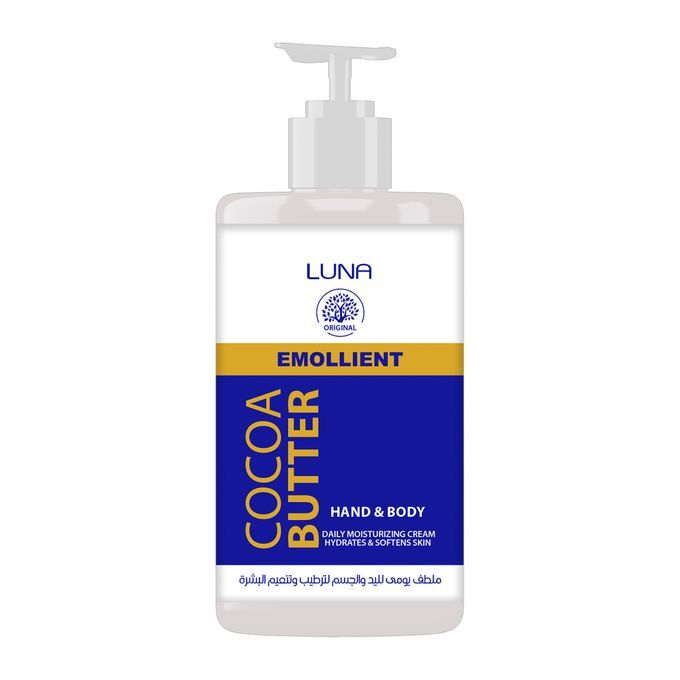 LUNA
ORIGINAL
EMOLLIENT
COCOA
BUTTER
HAND & BODY
DAILY MOISTURIZING CREAM
HYDRATES & SOFTENS SKIN
ملطف يومى لليد والجسم لترطيب وتنعيم البشرة